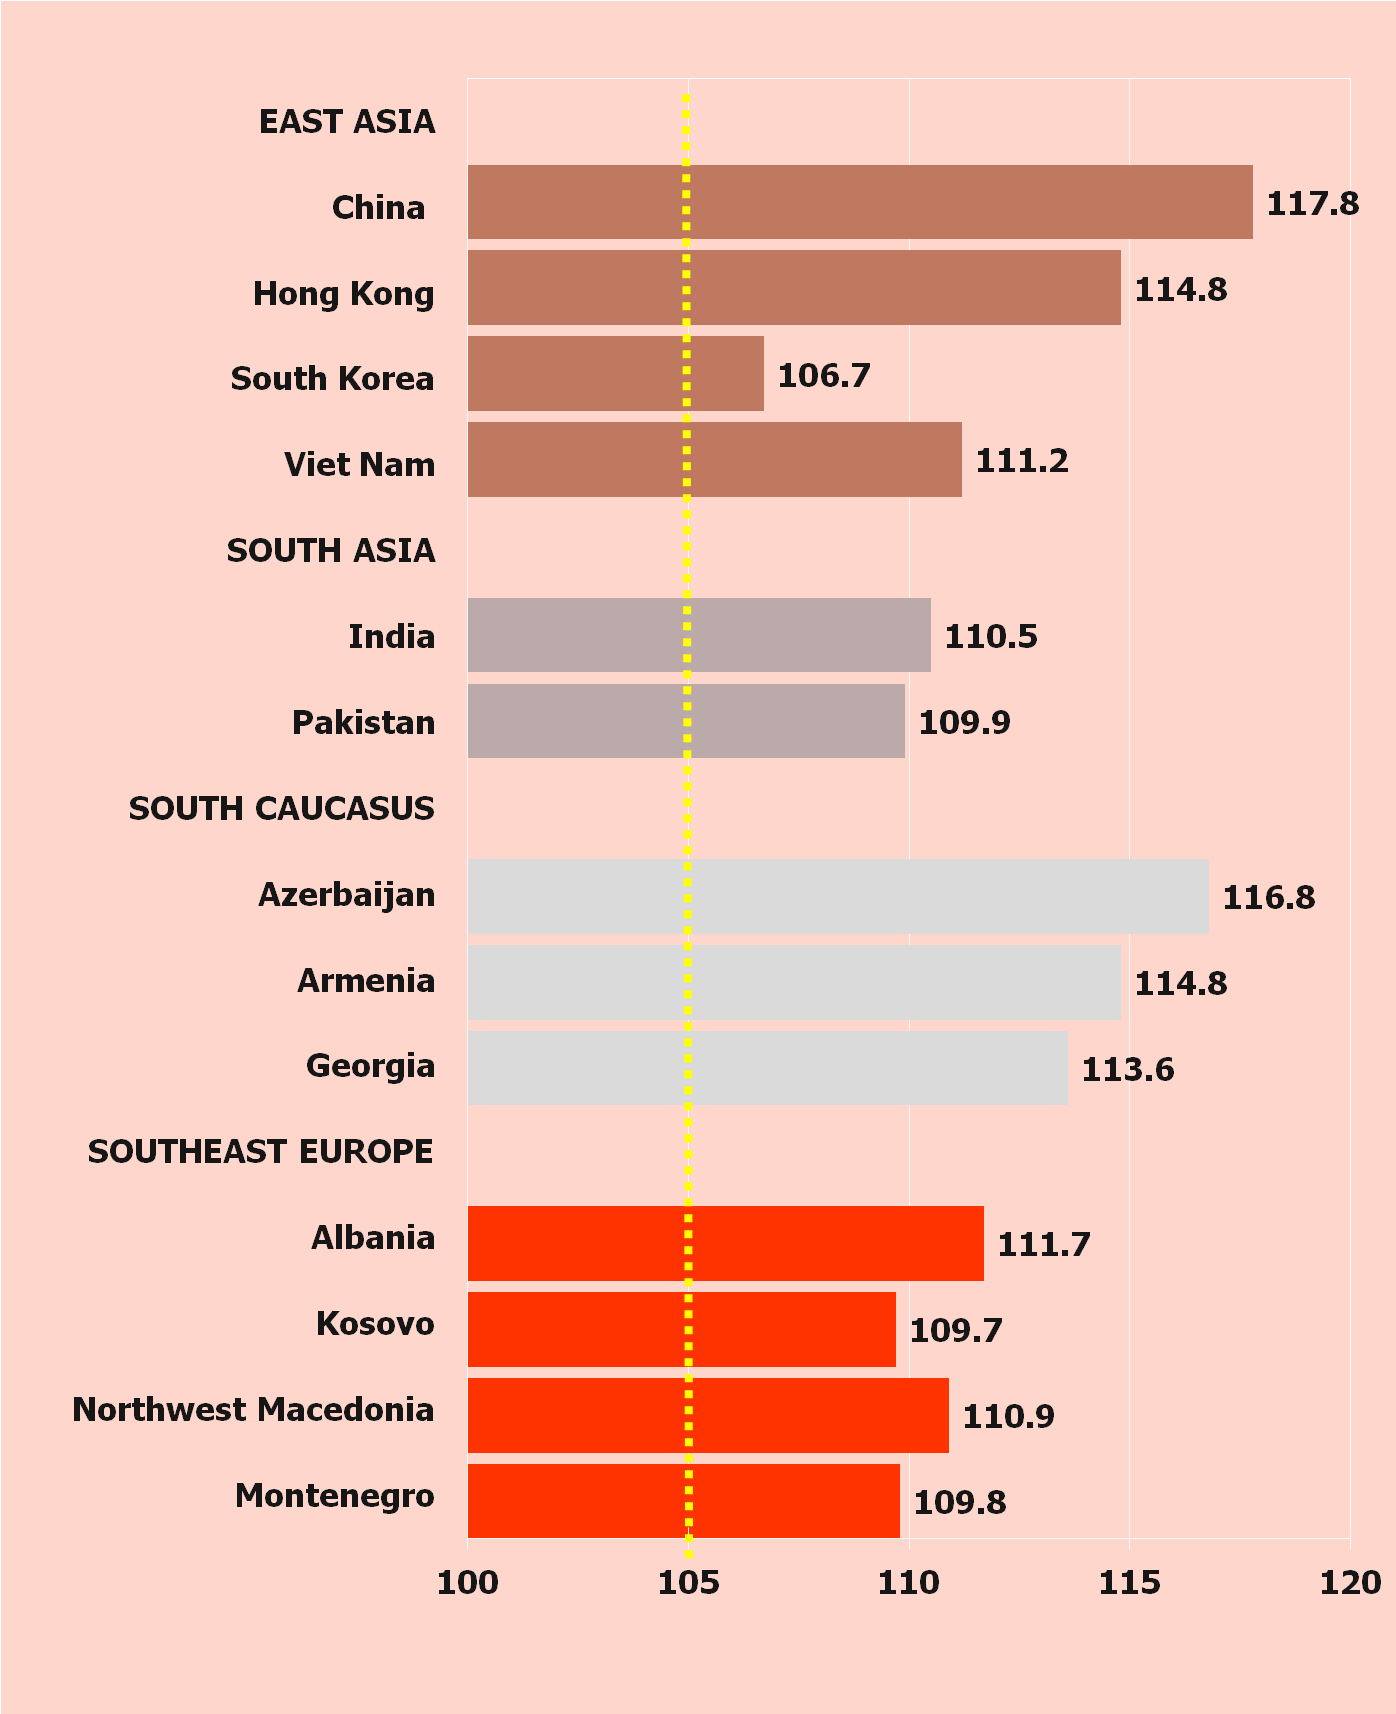 EAST ASIA
China 117.8
Hong Kong 114.8
South Korea 106.7
Viet Nam 111.2
SOUTH ASIA
India 110.5
Pakistan 109.9
SOUTH CAUCASUS
Azerbaijan 116.8
Armenia 114.8
Georgia 113.6
SOUTHEAST EUROPE
Albania 111.7
Kosovo 109.7
Northwest Macedonia 110.9
Montenegro 109.8
100 105 110 115 120